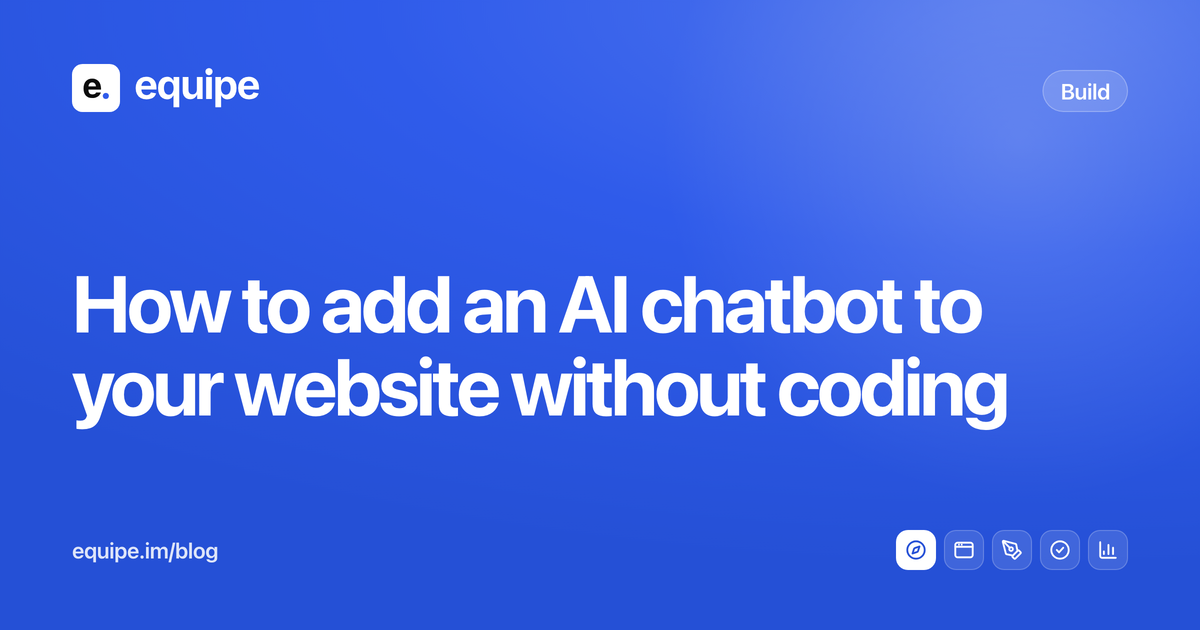 e. equipe
Build
How to add an AI chatbot to
your website without coding
equipe.im/blog